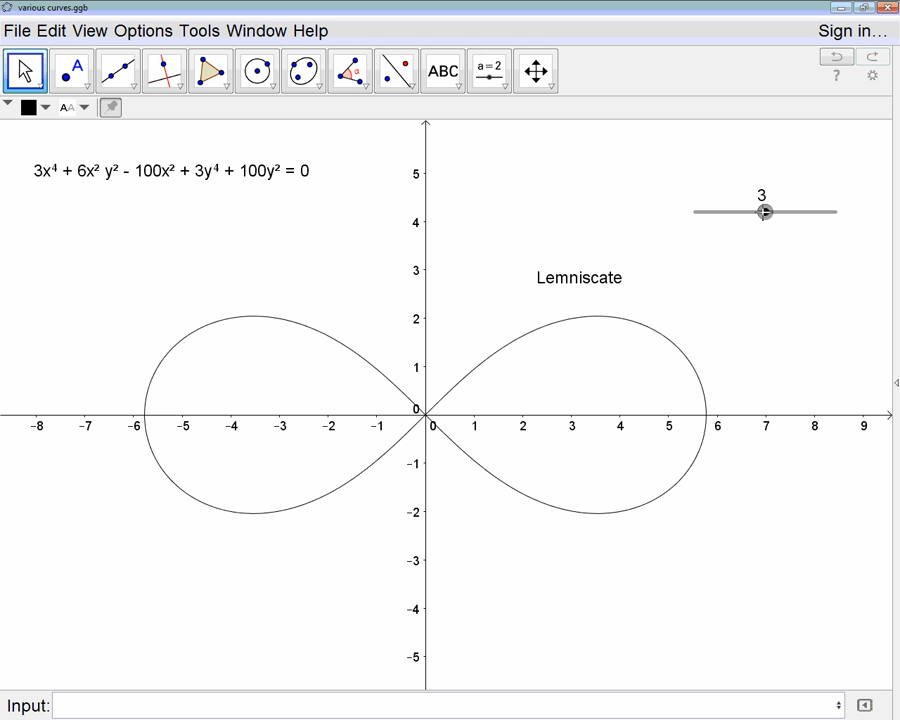 various curves.ggb
File Edit View Options Tools Window Help
Sign in...
A
α
ABC
a = 2
?
AA
3x⁴ + 6x² y² - 100x² + 3y⁴ + 100y² = 0
3
Lemniscate
5
4
3
2
1
0
−8 −7 −6 −5 −4 −3 −2 −1 0 1 2 3 4 5 6 7 8 9
−1
−2
−3
−4
−5
Input: